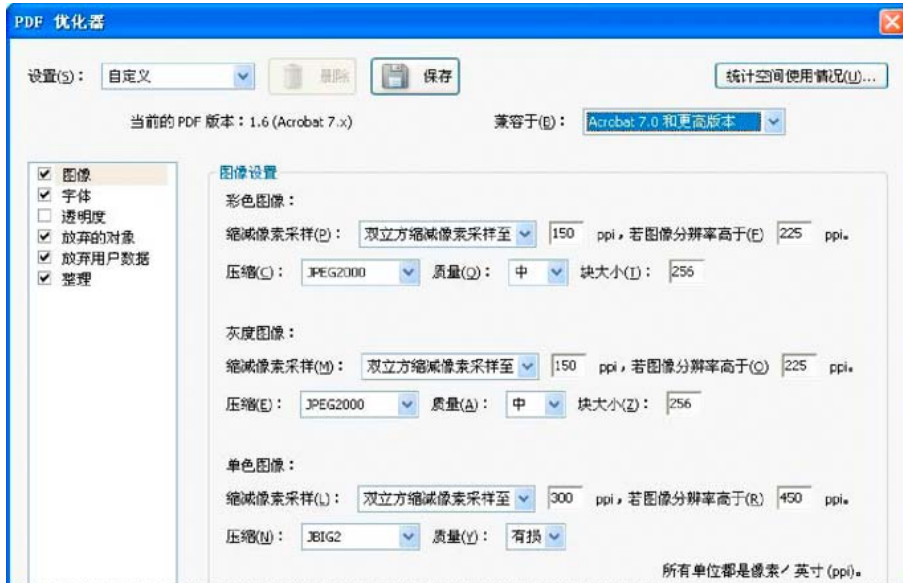 PDF 优化器
设置(S)： 自定义 删除 保存 统计空间使用情况(U)...
当前的 PDF 版本：1.6 (Acrobat 7.x) 兼容于(B)： Acrobat 7.0 和更高版本
图像
字体
透明度
放弃的对象
放弃用户数据
整理
图像设置
彩色图像：
缩减像素采样(P)： 双立方缩减像素采样至 150 ppi，若图像分辨率高于(F) 225 ppi。
压缩(C)： JPEG2000 质量(Q)： 中 块大小(T)： 256
灰度图像：
缩减像素采样(M)： 双立方缩减像素采样至 150 ppi，若图像分辨率高于(O) 225 ppi。
压缩(E)： JPEG2000 质量(A)： 中 块大小(Z)： 256
单色图像：
缩减像素采样(L)： 双立方缩减像素采样至 300 ppi，若图像分辨率高于(R) 450 ppi。
压缩(N)： JBIG2 质量(Y)： 有损
所有单位都是像素／英寸 (ppi)。